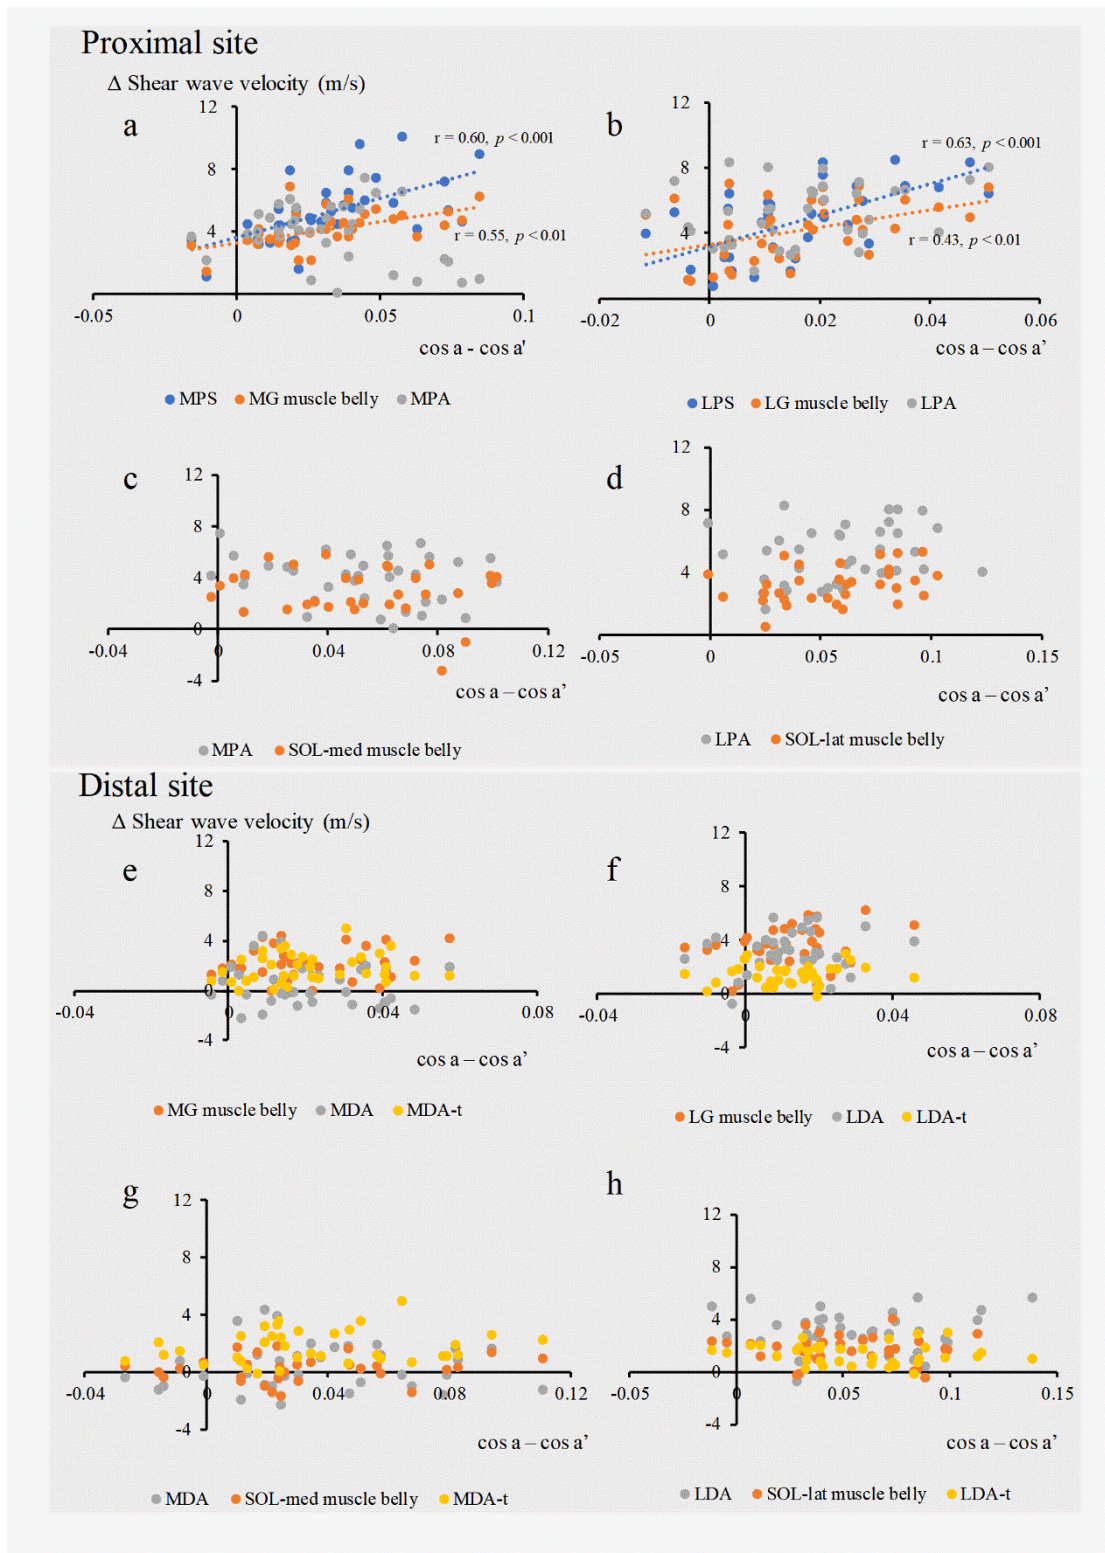 Proximal site
Δ Shear wave velocity (m/s)
a
12
8
4
-0.05
0
0.05
0.1
r = 0.60, p < 0.001
r = 0.55, p < 0.01
cos a - cos a'
MPS MG muscle belly MPA
b
12
8
4
-0.02
0
0.02
0.04
0.06
r = 0.63, p < 0.001
r = 0.43, p < 0.01
cos a – cos a’
LPS LG muscle belly LPA
c
12
8
4
0
-4
-0.04
0
0.04
0.08
0.12
cos a – cos a’
MPA SOL-med muscle belly
d
12
8
4
-0.05
0
0.05
0.1
0.15
cos a – cos a’
LPA SOL-lat muscle belly
Distal site
Δ Shear wave velocity (m/s)
e
12
8
4
0
-4
-0.04
0
0.04
0.08
cos a – cos a’
MG muscle belly MDA MDA-t
f
12
8
4
0
-4
-0.04
0
0.04
0.08
cos a – cos a’
LG muscle belly LDA LDA-t
g
12
8
4
0
-4
-0.04
0
0.04
0.08
0.12
cos a – cos a’
MDA SOL-med muscle belly MDA-t
h
12
8
4
0
-4
-0.05
0
0.05
0.1
0.15
cos a – cos a’
LDA SOL-lat muscle belly LDA-t